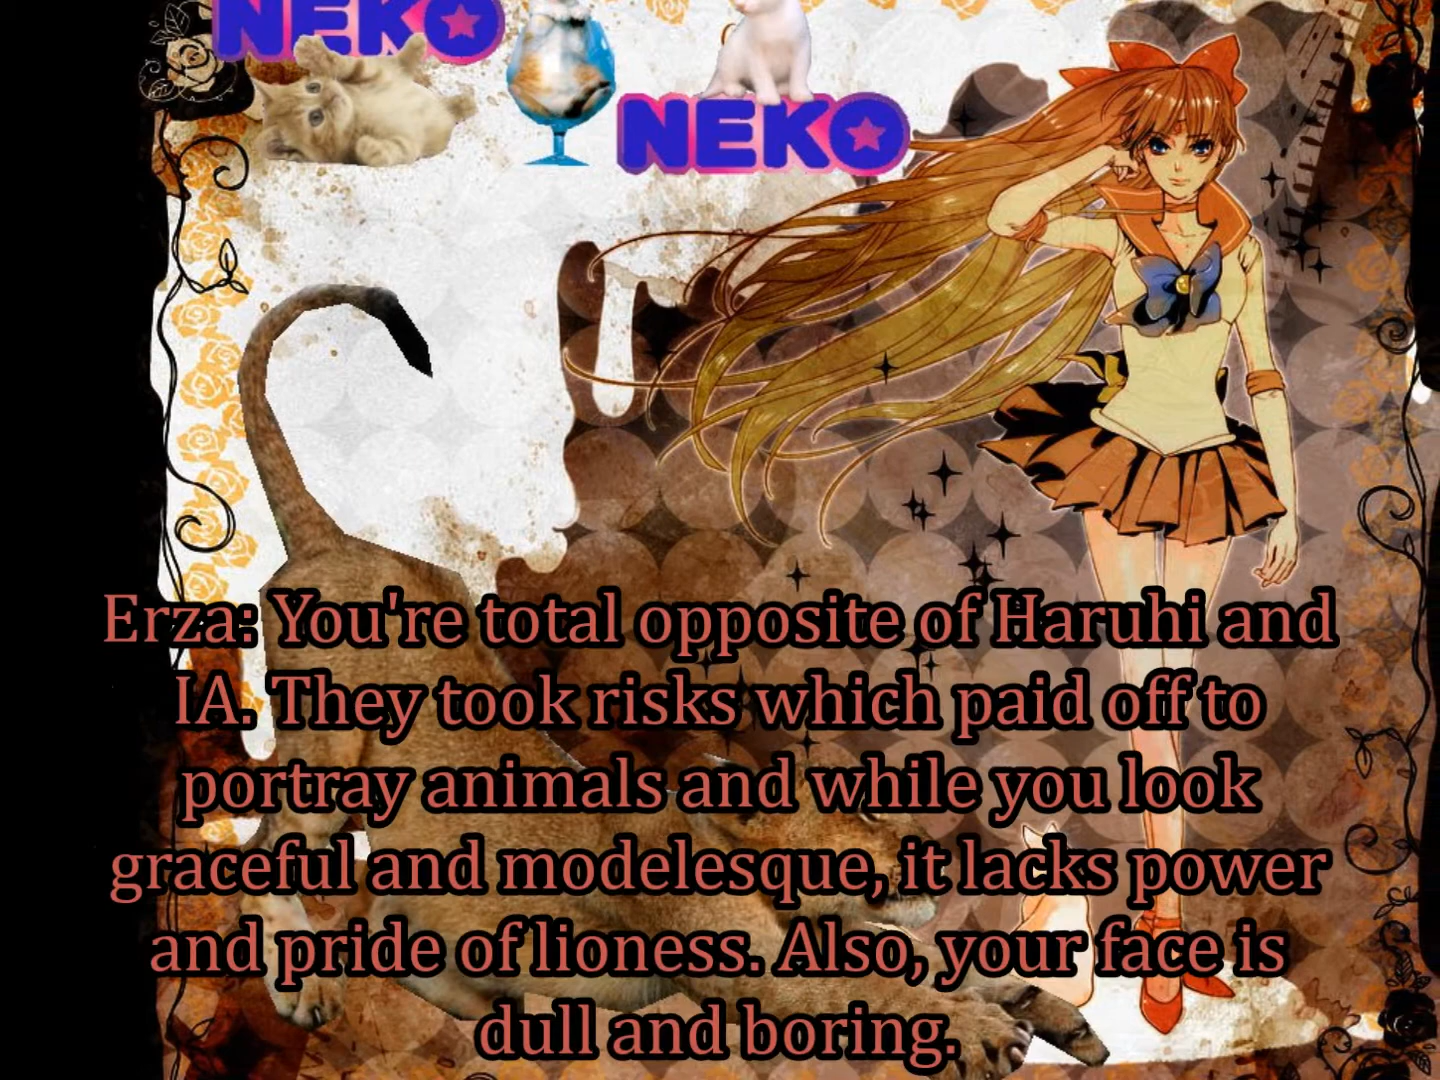 NEKO
NEKO
Erza: You're total opposite of Haruhi and
IA. They took risks which paid off to
portray animals and while you look
graceful and modelesque, it lacks power
and pride of lioness. Also, your face is
dull and boring.